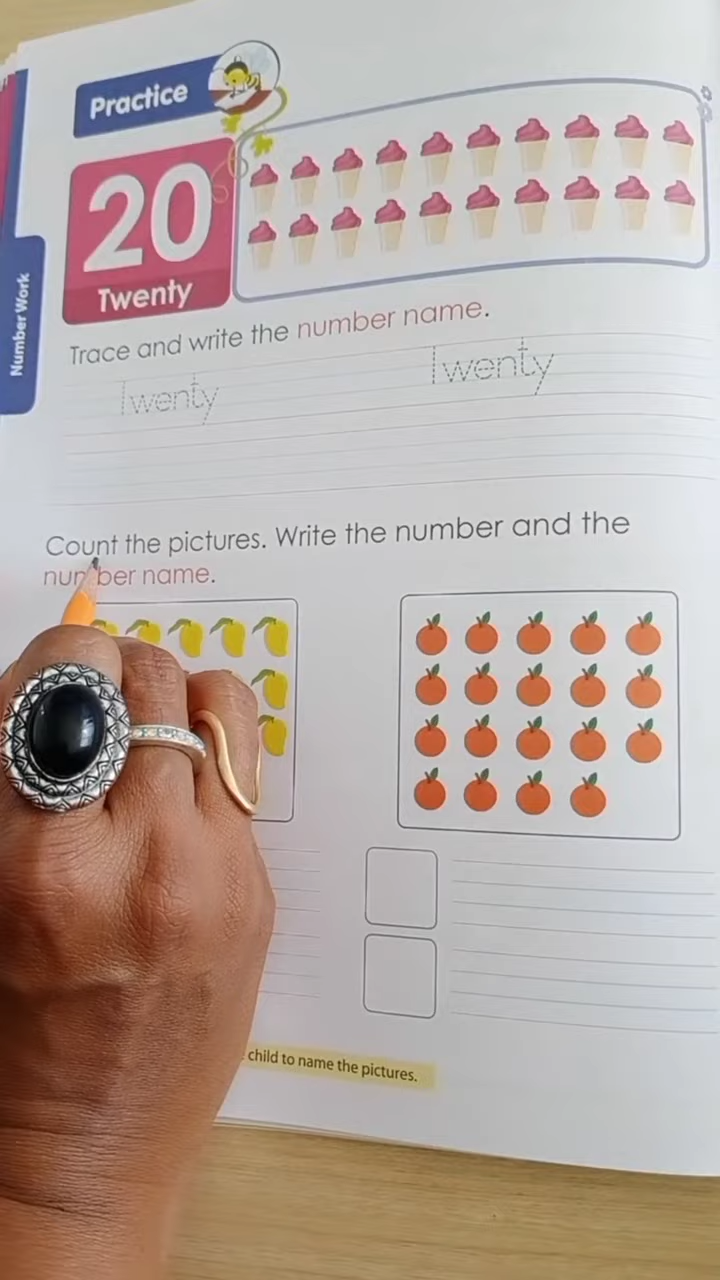 Practice
20
Twenty
Number Work
Trace and write the number name.
Twenty Twenty
Count the pictures. Write the number and the
number name.
child to name the pictures.